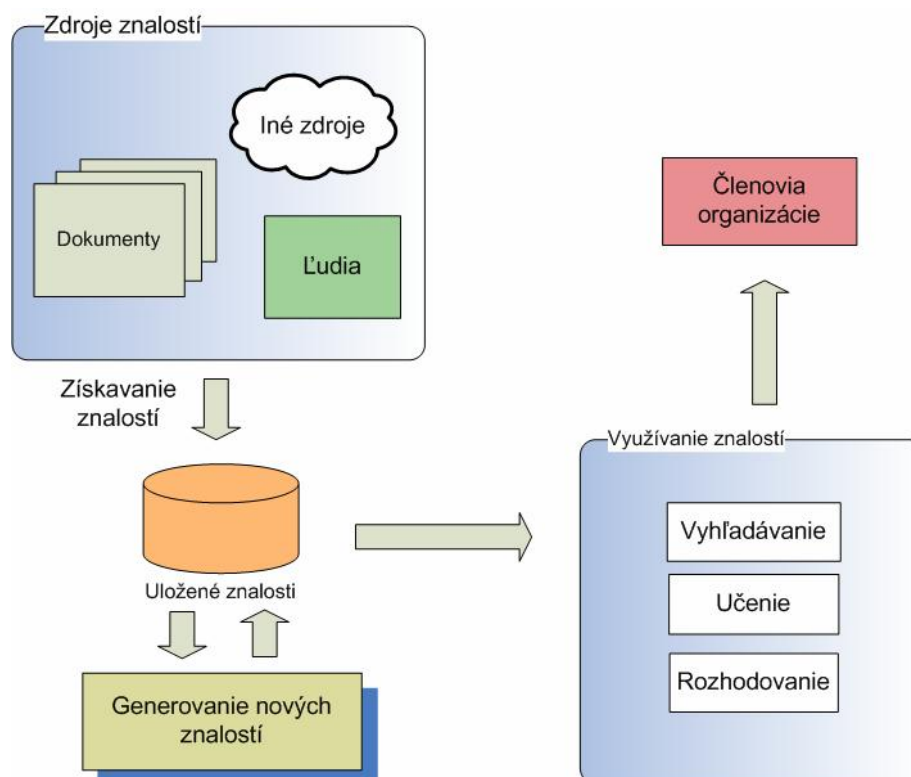 Zdroje znalostí
Iné zdroje
Dokumenty
Ľudia
Získavanie
znalostí
Uložené znalosti
Generovanie nových
znalostí
Členovia
organizácie
Využívanie znalostí
Vyhľadávanie
Učenie
Rozhodovanie